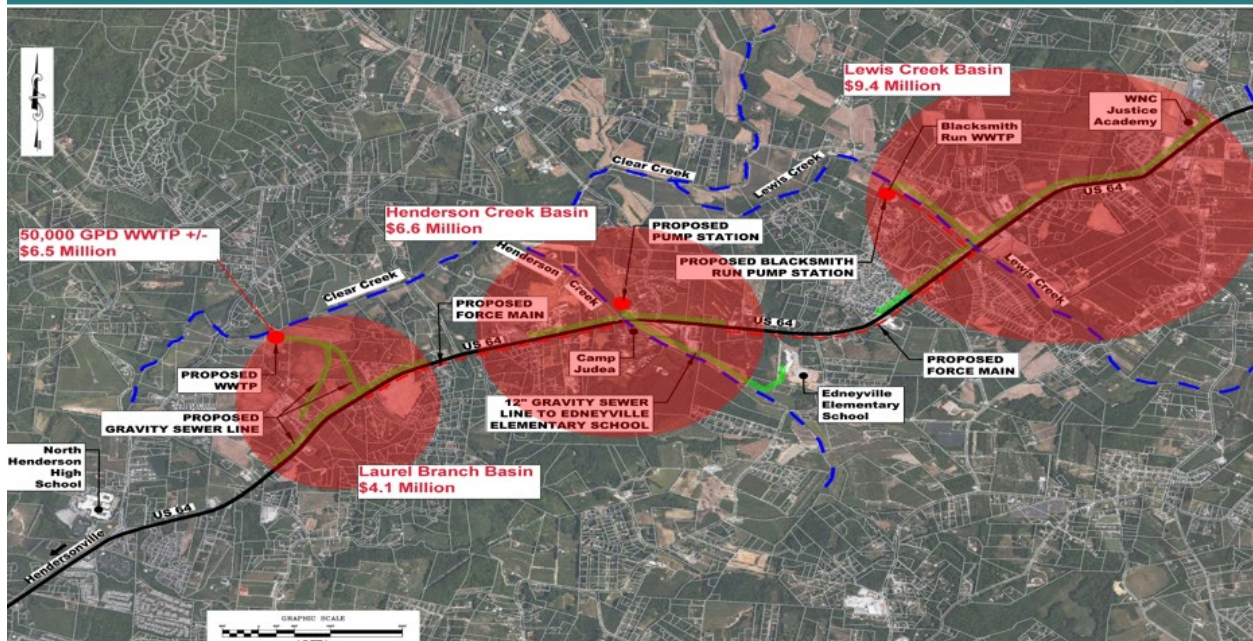 Lewis Creek Basin
$9.4 Million
WNC
Justice
Academy
Blacksmith
Run WWTP
Clear Creek
Lewis Creek
US 64
Henderson Creek Basin
$6.6 Million
50,000 GPD WWTP +/-
$6.5 Million
PROPOSED
PUMP STATION
PROPOSED BLACKSMITH
RUN PUMP STATION
Henderson
Creek
Lewis Creek
Clear Creek
PROPOSED
FORCE MAIN
US 64
US 64
PROPOSED
WWTP
Camp
Judea
PROPOSED
FORCE MAIN
PROPOSED
GRAVITY SEWER LINE
12" GRAVITY SEWER
LINE TO EDNEYVILLE
ELEMENTARY SCHOOL
Edneyville
Elementary
School
North
Henderson
High
School
Laurel Branch Basin
$4.1 Million
US 64
Hendersonville
GRAPHIC SCALE